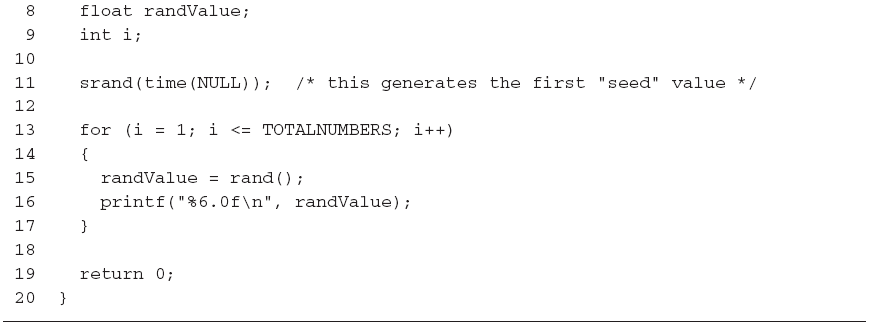 8 float randValue;
9 int i;
10
11 srand(time(NULL)); /* this generates the first "seed" value */
12
13 for (i = 1; i <= TOTALNUMBERS; i++)
14 {
15 randValue = rand();
16 printf("%6.0f\n", randValue);
17 }
18
19 return 0;
20 }